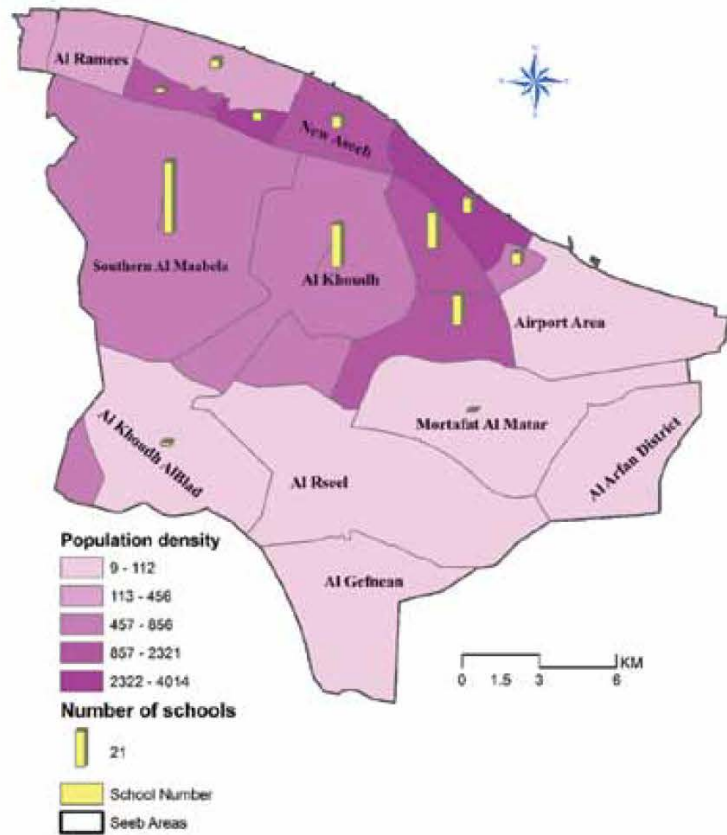 Al Ramees
New Aseeb
Southern Al Maabela
Al Khoudh
Airport Area
Mortafat Al Matar
Al Khoudh AlBlad
Al Rseel
Al Arfan District
Al Gefnean
Population density
9 - 112
113 - 456
457 - 856
857 - 2321
2322 - 4014
Number of schools
21
School Number
Seeb Areas
KM
0 1.5 3 6